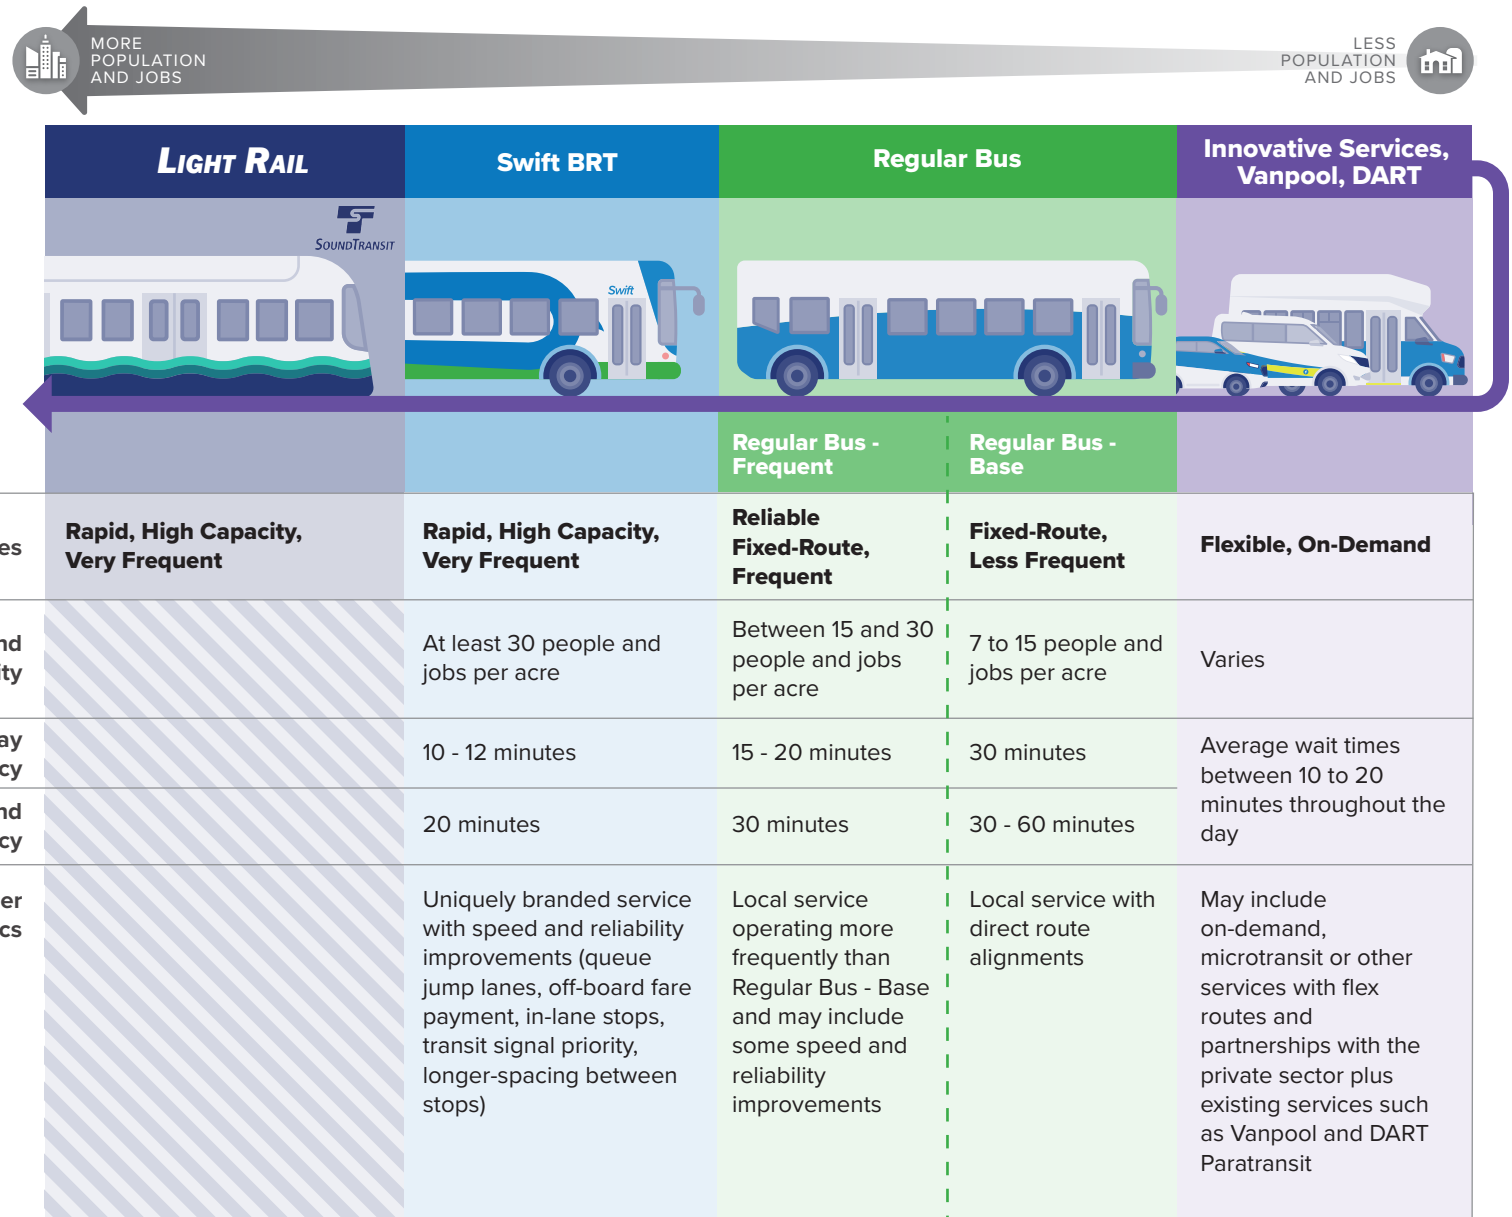 MORE
POPULATION
AND JOBS
LESS
POPULATION
AND JOBS
LIGHT RAIL
Swift BRT
Regular Bus
Innovative Services,
Vanpool, DART
SOUNDTRANSIT
Swift
Regular Bus -
Frequent
Regular Bus -
Base
es
Rapid, High Capacity,
Very Frequent
Rapid, High Capacity,
Very Frequent
Reliable
Fixed-Route,
Frequent
Fixed-Route,
Less Frequent
Flexible, On-Demand
nd
ity
At least 30 people and
jobs per acre
Between 15 and 30
people and jobs
per acre
7 to 15 people and
jobs per acre
Varies
ay
cy
10 - 12 minutes
15 - 20 minutes
30 minutes
Average wait times
between 10 to 20
minutes throughout the
day
nd
cy
20 minutes
30 minutes
30 - 60 minutes
er
cs
Uniquely branded service
with speed and reliability
improvements (queue
jump lanes, off-board fare
payment, in-lane stops,
transit signal priority,
longer-spacing between
stops)
Local service
operating more
frequently than
Regular Bus - Base
and may include
some speed and
reliability
improvements
Local service with
direct route
alignments
May include
on-demand,
microtransit or other
services with flex
routes and
partnerships with the
private sector plus
existing services such
as Vanpool and DART
Paratransit